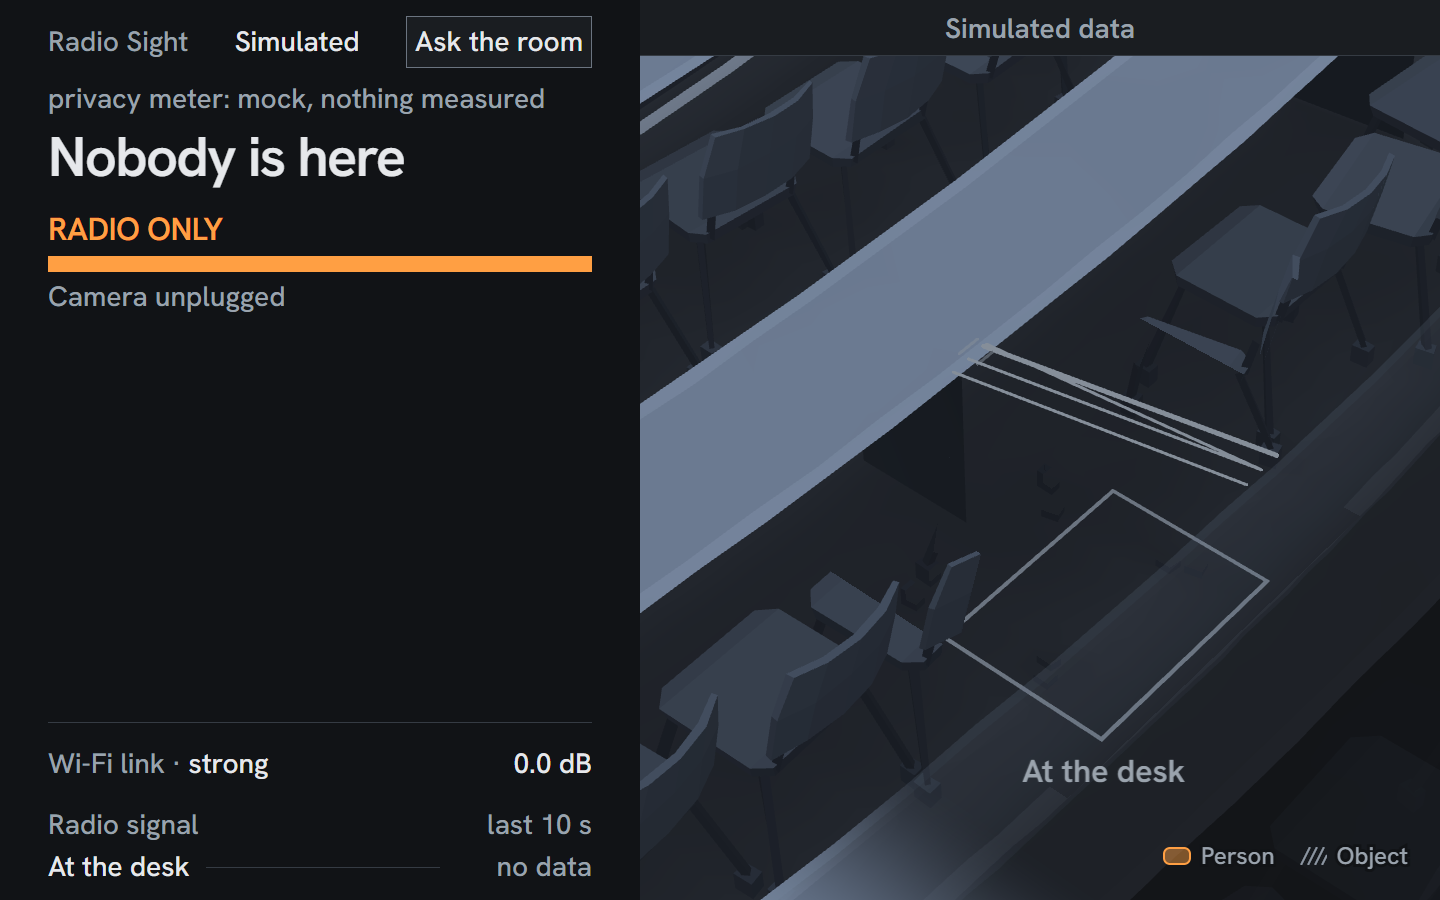 Radio Sight Simulated Ask the room
privacy meter: mock, nothing measured
Nobody is here
RADIO ONLY
Camera unplugged
Wi-Fi link · strong 0.0 dB
Radio signal last 10 s
At the desk no data
Simulated data
At the desk
Person Object